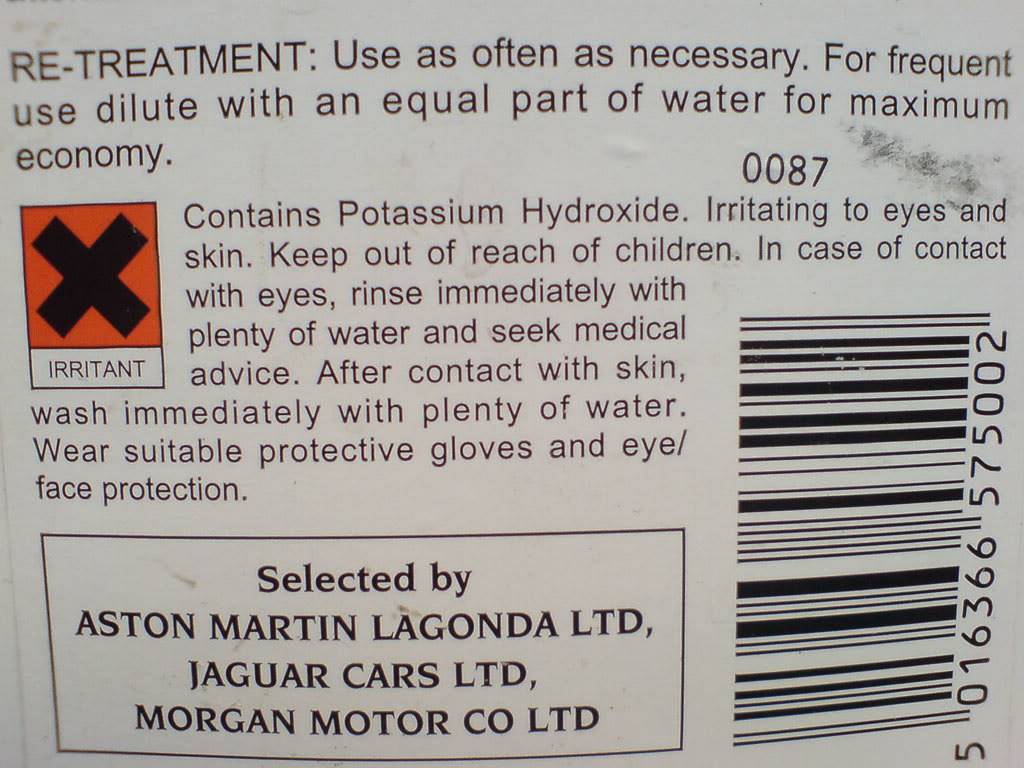 RE-TREATMENT: Use as often as necessary. For frequent
use dilute with an equal part of water for maximum
economy.
0087
Contains Potassium Hydroxide. Irritating to eyes and
skin. Keep out of reach of children. In case of contact
with eyes, rinse immediately with
plenty of water and seek medical
advice. After contact with skin,
wash immediately with plenty of water.
Wear suitable protective gloves and eye/
face protection.
IRRITANT
Selected by
ASTON MARTIN LAGONDA LTD,
JAGUAR CARS LTD,
MORGAN MOTOR CO LTD
5 016366 575002